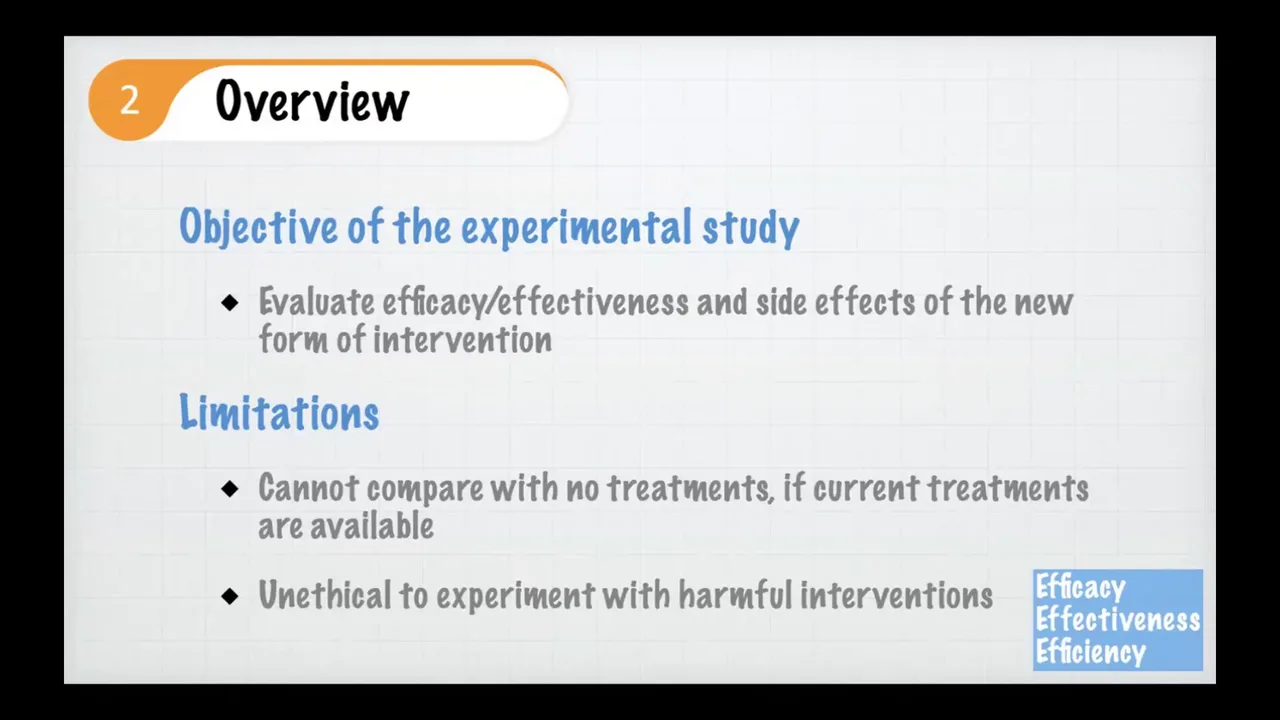 2
Overview
Objective of the experimental study
◆ Evaluate efficacy/effectiveness and side effects of the new
form of intervention
Limitations
◆ Cannot compare with no treatments, if current treatments
are available
◆ Unethical to experiment with harmful interventions
Efficacy
Effectiveness
Efficiency